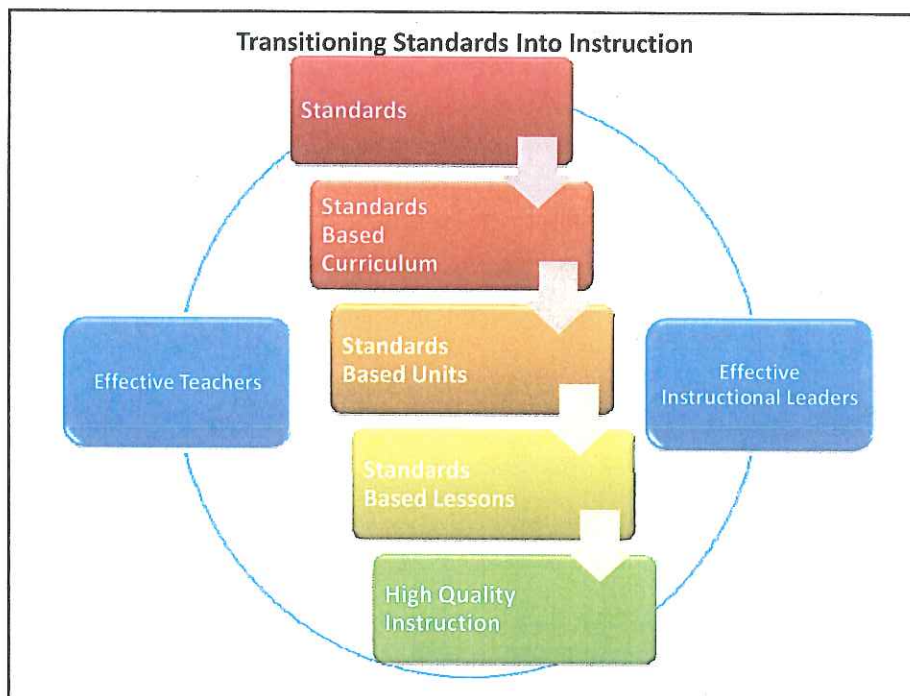 Transitioning Standards Into Instruction
Standards
Standards
Based
Curriculum
Standards
Based Units
Effective Teachers
Effective
Instructional Leaders
Standards
Based Lessons
High Quality
Instruction